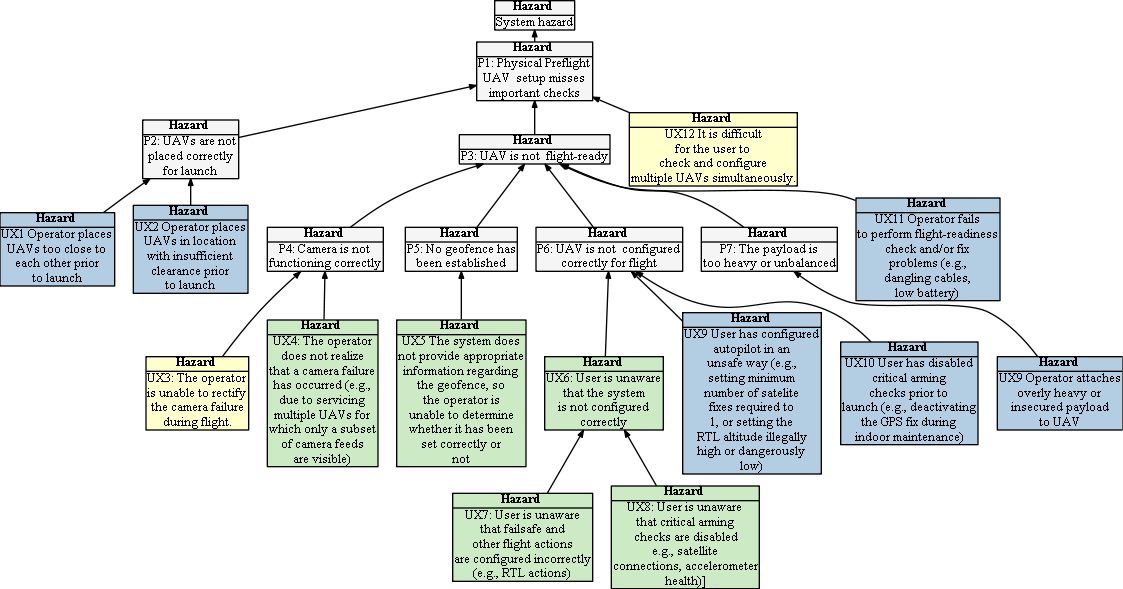 Hazard
System hazard
Hazard
P1: Physical Preflight
UAV  setup misses
important checks
Hazard
P2: UAVs are not
placed correctly
for launch
Hazard
P3: UAV is not  flight-ready
Hazard
UX12 It is difficult
for the user to
check and configure
multiple UAVs simultaneously.
Hazard
UX1 Operator places
UAVs too close to
each other prior
to launch
Hazard
UX2 Operator places
UAVs in location
with insufficient
clearance prior
to launch
Hazard
P4: Camera is not
functioning correctly
Hazard
P5: No geofence has
been established
Hazard
P6: UAV is not  configured
correctly for flight
Hazard
P7: The payload is
too heavy or unbalanced
Hazard
UX11 Operator fails
to perform flight-readiness
check and/or fix
problems (e.g.,
dangling cables,
low battery)
Hazard
UX3: The operator
is unable to rectify
the camera failure
during flight.
Hazard
UX4: The operator
does not realize
that a camera failure
has occurred (e.g.,
due to servicing
multiple UAVs for
which only a subset
of camera feeds
are visible)
Hazard
UX5 The system does
not provide appropriate
information regarding
the geofence, so
the operator is
unable to determine
whether it has been
set correctly or
not
Hazard
UX6: User is unaware
that the system
is not configured
correctly
Hazard
UX9 User has configured
autopilot in an
unsafe way (e.g.,
setting minimum
number of satelite
fixes required to
1, or setting the
RTL altitude illegally
high or dangerously
low)
Hazard
UX10 User has disabled
critical arming
checks prior to
launch (e.g., deactivating
the GPS fix during
indoor maintenance)
Hazard
UX9 Operator attaches
overly heavy or
insecured payload
to UAV
Hazard
UX7: User is unaware
that failsafe and
other flight actions
are configured incorrectly
(e.g., RTL actions)
Hazard
UX8: User is unaware
that critical arming
checks are disabled
e.g., satellite
connections, accelerometer
health)]